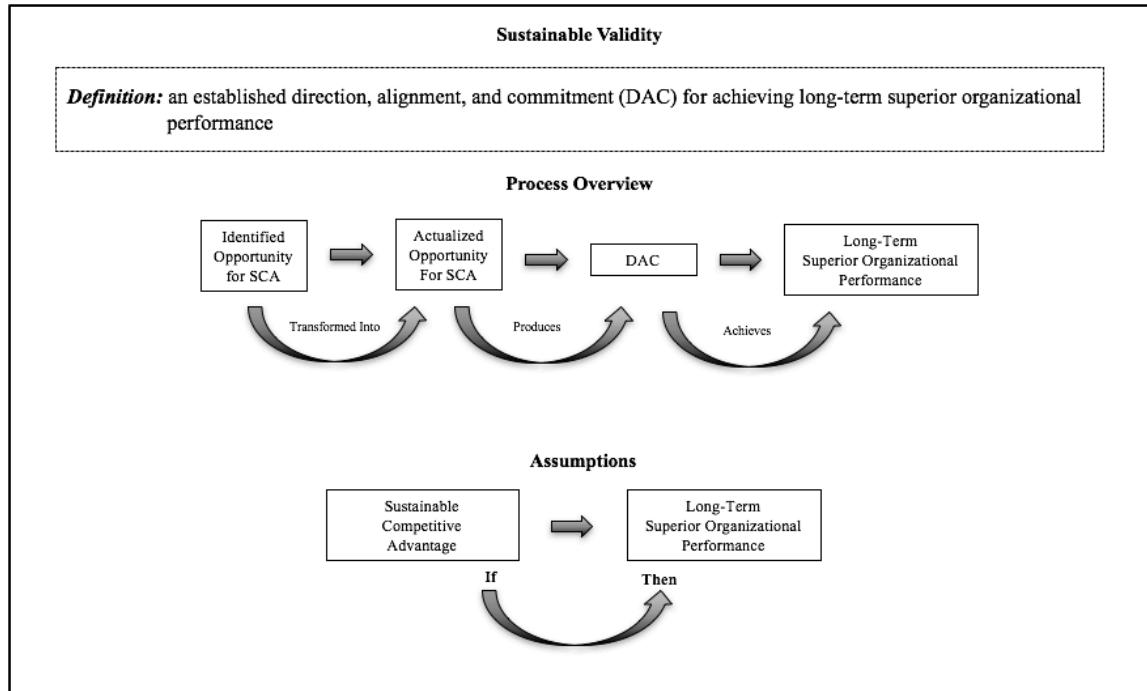 Sustainable Validity
Definition: an established direction, alignment, and commitment (DAC) for achieving long-term superior organizational
performance
Process Overview
Identified
Opportunity
for SCA
Actualized
Opportunity
For SCA
DAC
Long-Term
Superior Organizational
Performance
Transformed Into
Produces
Achieves
Assumptions
Sustainable
Competitive
Advantage
Long-Term
Superior Organizational
Performance
If
Then